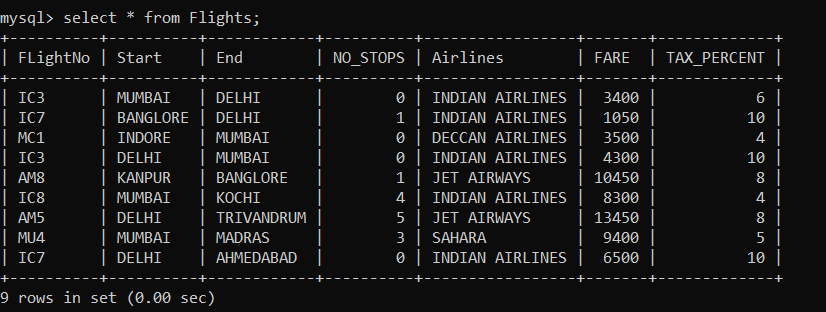 mysql> select * from Flights;
+----------+----------+------------+----------+-----------------+-------+-------------+
| FLightNo | Start    | End        | NO_STOPS | Airlines        | FARE  | TAX_PERCENT |
+----------+----------+------------+----------+-----------------+-------+-------------+
| IC3      | MUMBAI   | DELHI      |        0 | INDIAN AIRLINES |  3400 |           6 |
| IC7      | BANGLORE | DELHI      |        1 | INDIAN AIRLINES |  1050 |          10 |
| MC1      | INDORE   | MUMBAI     |        0 | DECCAN AIRLINES |  3500 |           4 |
| IC3      | DELHI    | MUMBAI     |        0 | INDIAN AIRLINES |  4300 |          10 |
| AM8      | KANPUR   | BANGLORE   |        1 | JET AIRWAYS     | 10450 |           8 |
| IC8      | MUMBAI   | KOCHI      |        4 | INDIAN AIRLINES |  8300 |           4 |
| AM5      | DELHI    | TRIVANDRUM |        5 | JET AIRWAYS     | 13450 |           8 |
| MU4      | MUMBAI   | MADRAS     |        3 | SAHARA          |  9400 |           5 |
| IC7      | DELHI    | AHMEDABAD  |        0 | INDIAN AIRLINES |  6500 |          10 |
+----------+----------+------------+----------+-----------------+-------+-------------+
9 rows in set (0.00 sec)